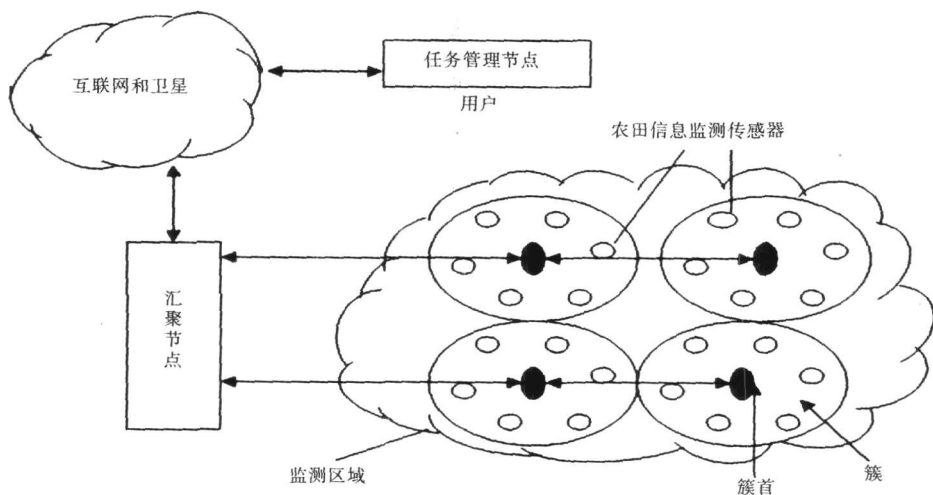 互联网和卫星
任务管理节点
用户
农田信息监测传感器
汇聚节点
监测区域
簇首
簇